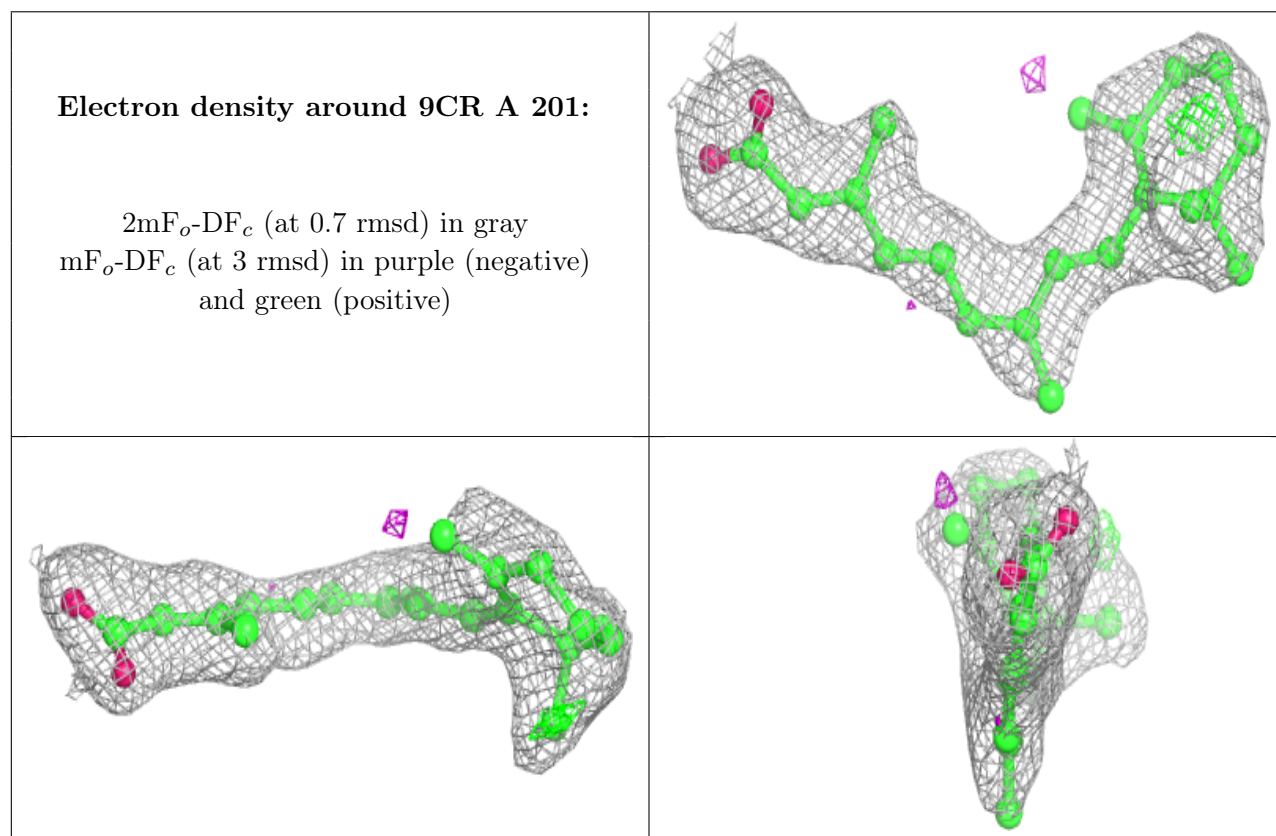 Electron density around 9CR A 201:
2mFo-DFc (at 0.7 rmsd) in gray
mFo-DFc (at 3 rmsd) in purple (negative)
and green (positive)